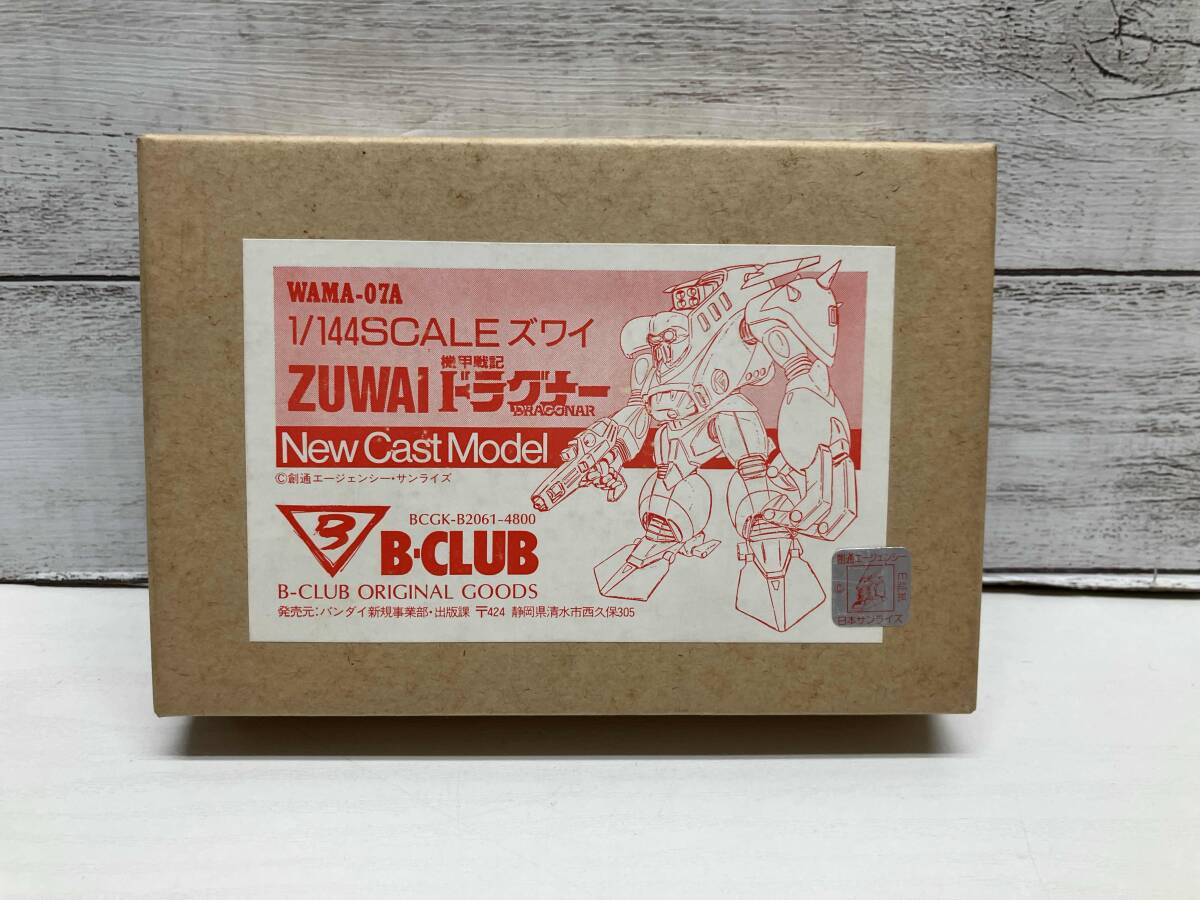 WAMA-07A
1/144SCALE ズワイ
ZUWAI 機甲戦記ドラグナー
DRAGONAR
New Cast Model
©創通エージェンシー・サンライズ
BCGK-B2061-4800
B B-CLUB
B-CLUB ORIGINAL GOODS
発売元:バンダイ新規事業部・出版課 〒424 静岡県清水市西久保305
創通エージェンシー
©
日本サンライズ